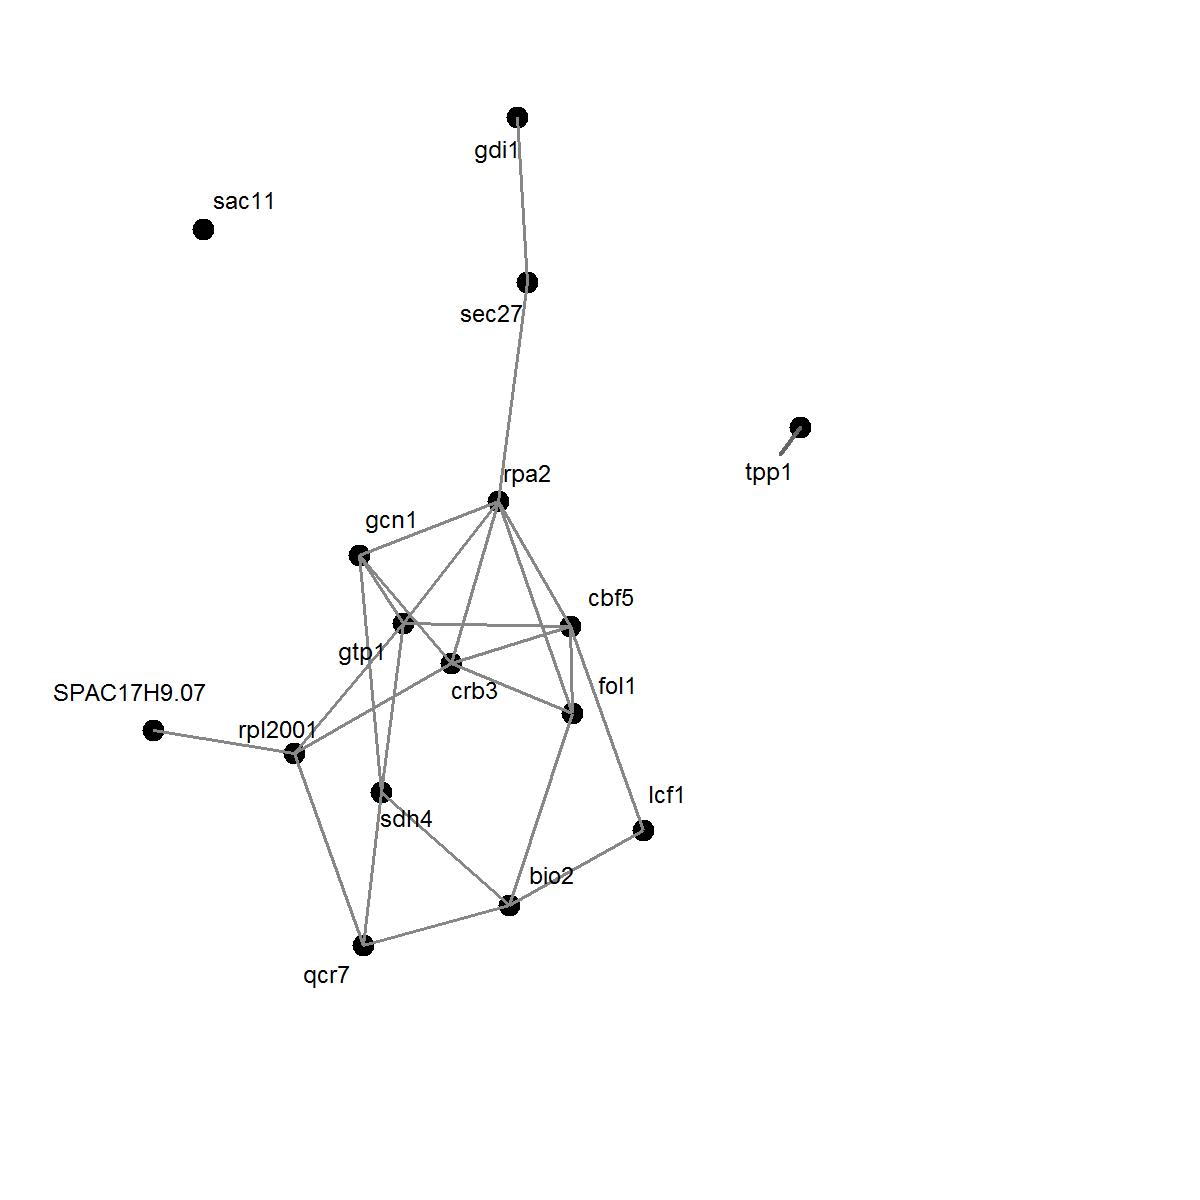 gdi1
sac11
sec27
tpp1
rpa2
gcn1
cbf5
gtp1
fol1
crb3
SPAC17H9.07
rpl2001
lcf1
sdh4
bio2
qcr7